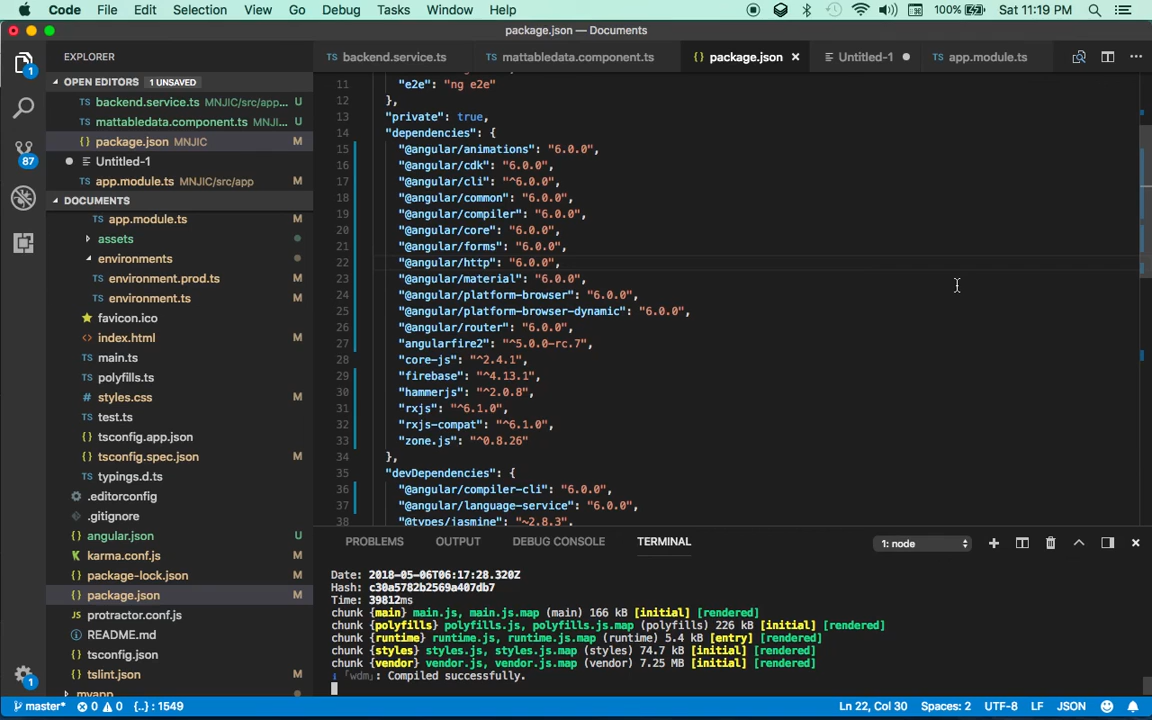 Code File Edit Selection View Go Debug Tasks Window Help 100% Sat 11:19 PM
package.json — Documents
EXPLORER
backend.service.ts
mattabledata.component.ts
{} package.json ×
Untitled-1 ●
TS app.module.ts
OPEN EDITORS 1 UNSAVED
TS backend.service.ts MNJIC/src/app... U
TS mattabledata.component.ts MNJI... U
{} package.json MNJIC M
● Untitled-1
TS app.module.ts MNJIC/src/app M
DOCUMENTS
TS app.module.ts M
assets
environments
TS environment.prod.ts M
TS environment.ts M
favicon.ico
<> index.html M
TS main.ts
TS polyfills.ts
# styles.css M
TS test.ts
{} tsconfig.app.json
{} tsconfig.spec.json M
TS typings.d.ts
.editorconfig
.gitignore
{} angular.json U
{} karma.conf.js M
{} package-lock.json M
{} package.json M
JS protractor.conf.js
README.md
{} tsconfig.json
{} tslint.json M
myapp
87
1
1
11 "e2e": "ng e2e"
12 },
13 "private": true,
14 "dependencies": {
15 "@angular/animations": "6.0.0",
16 "@angular/cdk": "6.0.0",
17 "@angular/cli": "^6.0.0",
18 "@angular/common": "6.0.0",
19 "@angular/compiler": "6.0.0",
20 "@angular/core": "6.0.0",
21 "@angular/forms": "6.0.0",
22 "@angular/http": "6.0.0",
23 "@angular/material": "6.0.0",
24 "@angular/platform-browser": "6.0.0",
25 "@angular/platform-browser-dynamic": "6.0.0",
26 "@angular/router": "6.0.0",
27 "angularfire2": "^5.0.0-rc.7",
28 "core-js": "^2.4.1",
29 "firebase": "^4.13.1",
30 "hammerjs": "^2.0.8",
31 "rxjs": "^6.1.0",
32 "rxjs-compat": "^6.1.0",
33 "zone.js": "^0.8.26"
34 },
35 "devDependencies": {
36 "@angular/compiler-cli": "6.0.0",
37 "@angular/language-service": "6.0.0",
38 "@types/jasmine": "~2.8.3",
PROBLEMS OUTPUT DEBUG CONSOLE TERMINAL 1: node
Date: 2018-05-06T06:17:28.320Z
Hash: c30a5782b2569a407db7
Time: 39812ms
chunk {main} main.js, main.js.map (main) 166 kB [initial] [rendered]
chunk {polyfills} polyfills.js, polyfills.js.map (polyfills) 226 kB [initial] [rendered]
chunk {runtime} runtime.js, runtime.js.map (runtime) 5.4 kB [entry] [rendered]
chunk {styles} styles.js, styles.js.map (styles) 74.7 kB [initial] [rendered]
chunk {vendor} vendor.js, vendor.js.map (vendor) 7.25 MB [initial] [rendered]
ℹ ｢wdm｣: Compiled successfully.
master* 0 0 {..} : 1549 Ln 22, Col 30 Spaces: 2 UTF-8 LF JSON